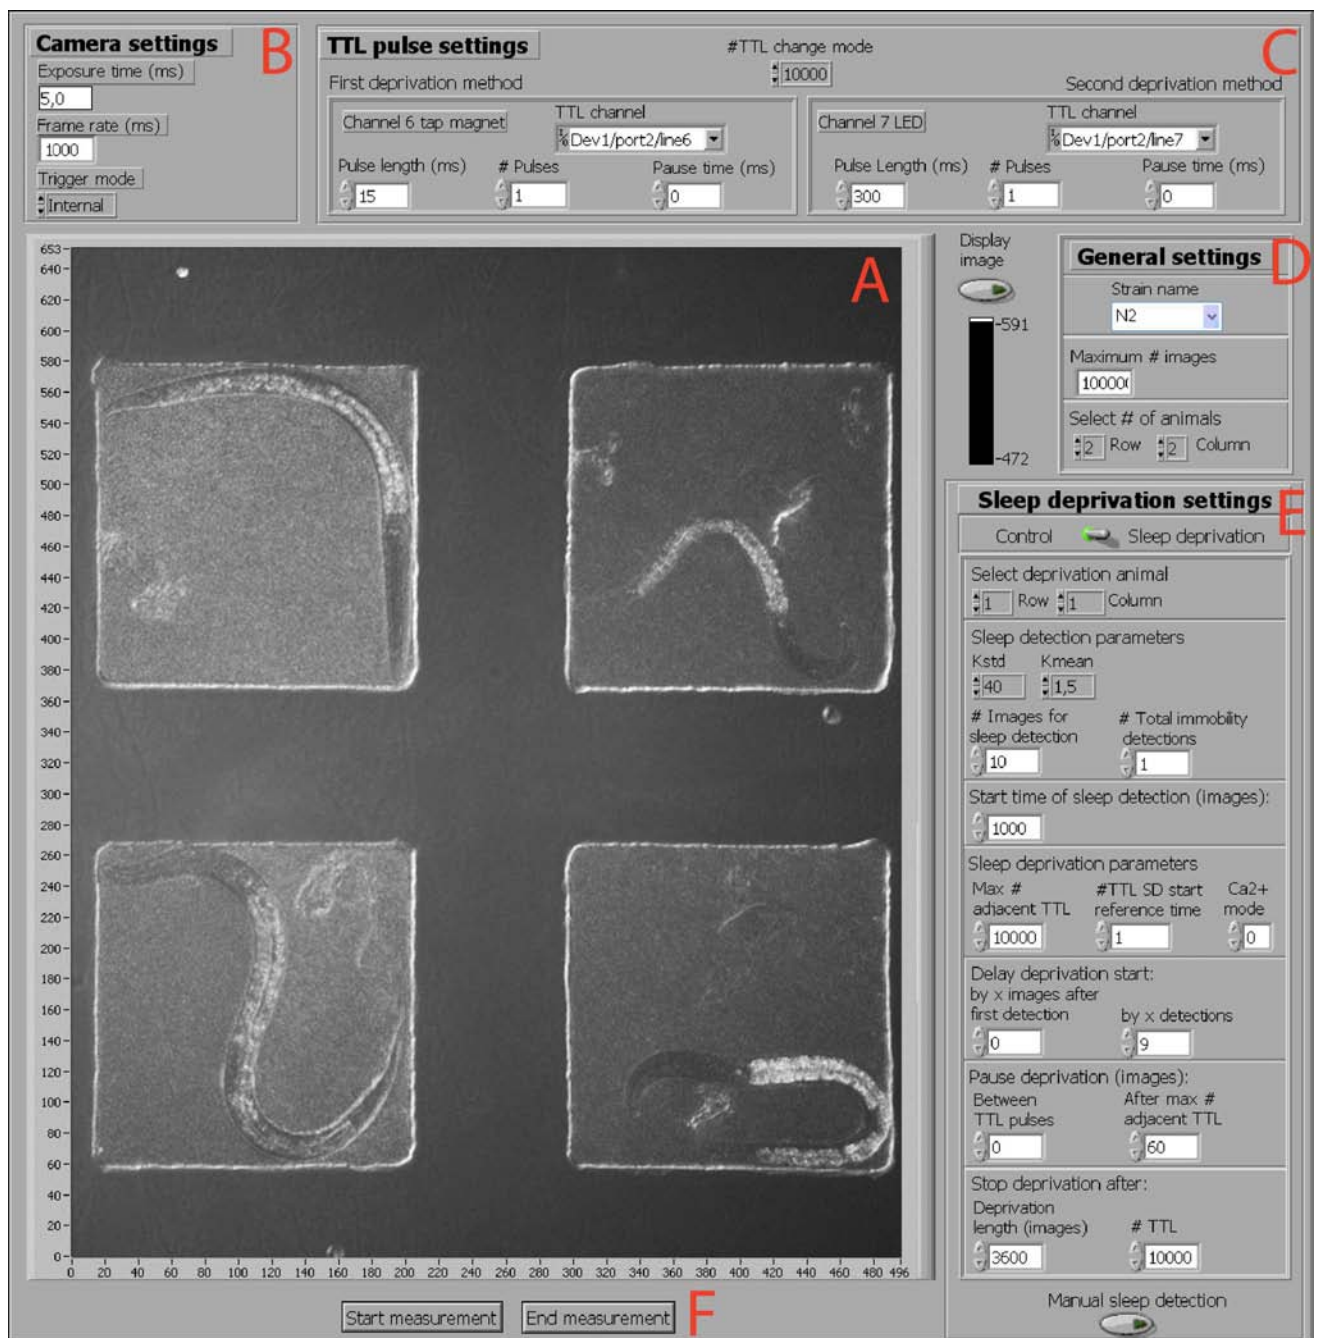 Camera settings
B
Exposure time (ms)
5,0
Frame rate (ms)
1000
Trigger mode
Internal
TTL pulse settings
#TTL change mode
10000
C
First deprivation method
Second deprivation method
Channel 6 tap magnet
TTL channel
Dev1/port2/line6
Pulse length (ms) # Pulses Pause time (ms)
15 1 0
Channel 7 LED
TTL channel
Dev1/port2/line7
Pulse Length (ms) # Pulses Pause time (ms)
300 1 0
A
653
640
620
600
580
560
540
520
500
480
460
440
420
400
380
360
340
320
300
280
260
240
220
200
180
160
140
120
100
80
60
40
20
0
0 20 40 60 80 100 120 140 160 180 200 220 240 260 280 300 320 340 360 380 400 420 440 460 480 496
Display
image
-591
-472
General settings
D
Strain name
N2
Maximum # images
10000
Select # of animals
2 Row 2 Column
Sleep deprivation settings
E
Control Sleep deprivation
Select deprivation animal
1 Row 1 Column
Sleep detection parameters
Kstd Kmean
40 1,5
# Images for # Total immobility
sleep detection detections
10 1
Start time of sleep detection (images):
1000
Sleep deprivation parameters
Max # #TTL SD start Ca2+
adjacent TTL reference time mode
10000 1 0
Delay deprivation start:
by x images after
first detection by x detections
0 9
Pause deprivation (images):
Between After max #
TTL pulses adjacent TTL
0 60
Stop deprivation after:
Deprivation
length (images) # TTL
3600 10000
Manual sleep detection
Start measurement End measurement F